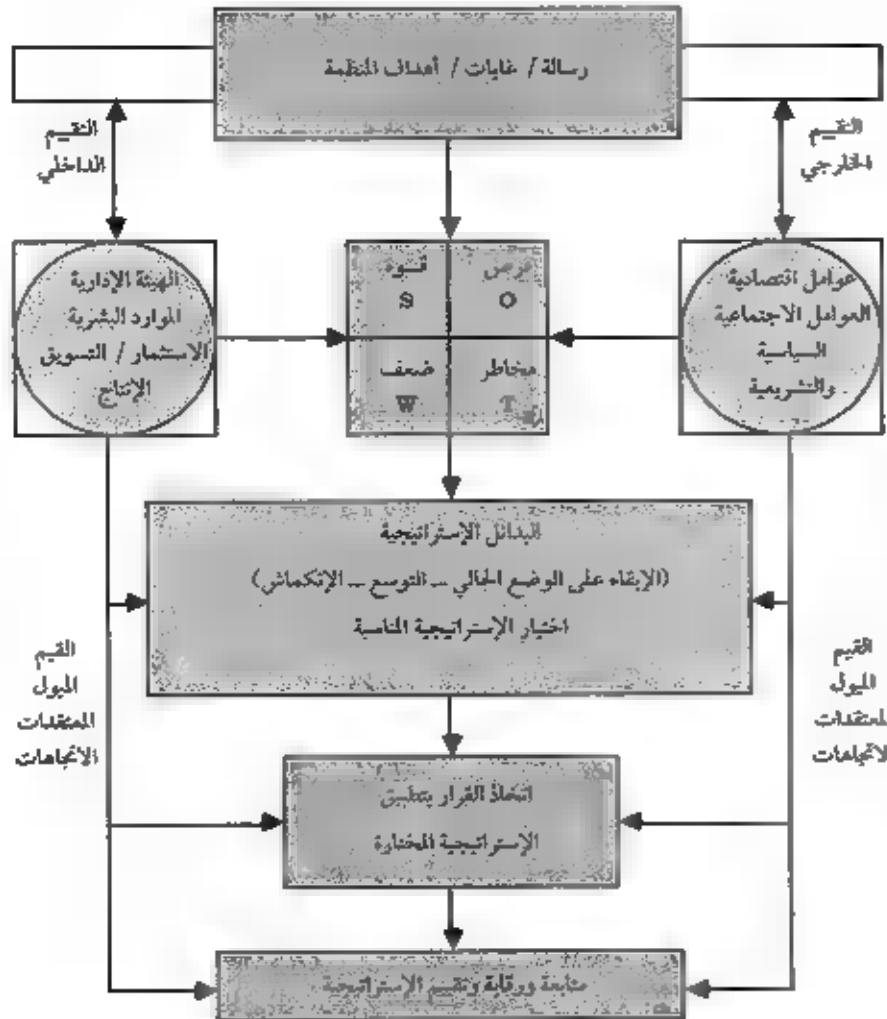 رسالة / غايات / أهداف المنظمة
التقيم
الخارجي
التقيم
الداخلي
عوامل اقتصادية
العوامل الاجتماعية
السياسية
والتشريعية
فرص
O
قوة
S
مخاطر
T
ضعف
W
الهيئة الإدارية
الموارد البشرية
الاستثمار / التسويق
الإنتاج
البدائل الإستراتيجية
(الإبقاء على الوضع الحالي – التوسع – الإنكماش)
اختيار الإستراتيجية المناسبة
القيم
الميول
المعتقدات
الاتجاهات
القيم
الميول
المعتقدات
الاتجاهات
اتخاذ القرار بتطبيق
الإستراتيجية المختارة
متابعة ورقابة وتقييم الإستراتيجية